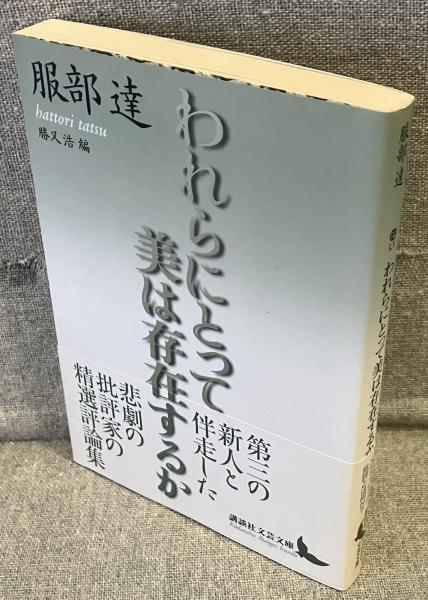 服部 達
hattori tatsu
勝又浩 編
われらにとって
美は存在するか
第三の
新人と
伴走した
悲劇の
批評家の
精選評論集
講談社文芸文庫
Kodansha Bungei bunko
服部 達
われらにとって美は存在するか